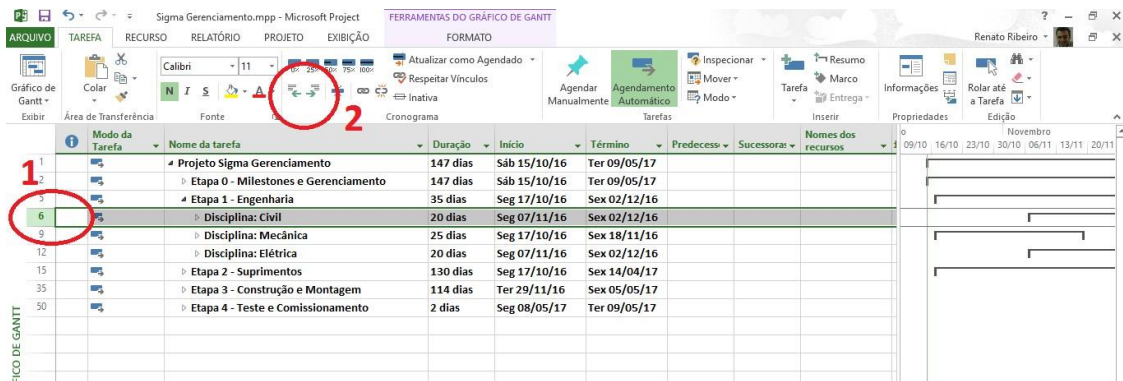 Sigma Gerenciamento.mpp - Microsoft Project
FERRAMENTAS DO GRÁFICO DE GANTT
?
ARQUIVO TAREFA RECURSO RELATÓRIO PROJETO EXIBIÇÃO FORMATO
Renato Ribeiro
Gráfico de Gantt
Colar
Calibri 11
N I S A
0% 25% 50% 75% 100%
Atualizar como Agendado
Respeitar Vínculos
Inativa
Agendar Manualmente
Agendamento Automático
Inspecionar
Mover
Modo
Tarefa
Resumo
Marco
Entrega
Informações
Rolar até a Tarefa
Exibir Área de Transferência Fonte Cronograma Tarefas Inserir Propriedades Edição
2
Modo da Tarefa Nome da tarefa Duração Início Término Predecess Sucessoras Nomes dos recursos
Novembro
09/10 16/10 23/10 30/10 06/11 13/11 20/11
1 Projeto Sigma Gerenciamento 147 dias Sáb 15/10/16 Ter 09/05/17
1
2 Etapa 0 - Milestones e Gerenciamento 147 dias Sáb 15/10/16 Ter 09/05/17
5 Etapa 1 - Engenharia 35 dias Seg 17/10/16 Sex 02/12/16
6 Disciplina: Civil 20 dias Seg 07/11/16 Sex 02/12/16
9 Disciplina: Mecânica 25 dias Seg 17/10/16 Sex 18/11/16
12 Disciplina: Elétrica 20 dias Seg 07/11/16 Sex 02/12/16
15 Etapa 2 - Suprimentos 130 dias Seg 17/10/16 Sex 14/04/17
35 Etapa 3 - Construção e Montagem 114 dias Ter 29/11/16 Sex 05/05/17
50 Etapa 4 - Teste e Comissionamento 2 dias Seg 08/05/17 Ter 09/05/17
DE GANTT